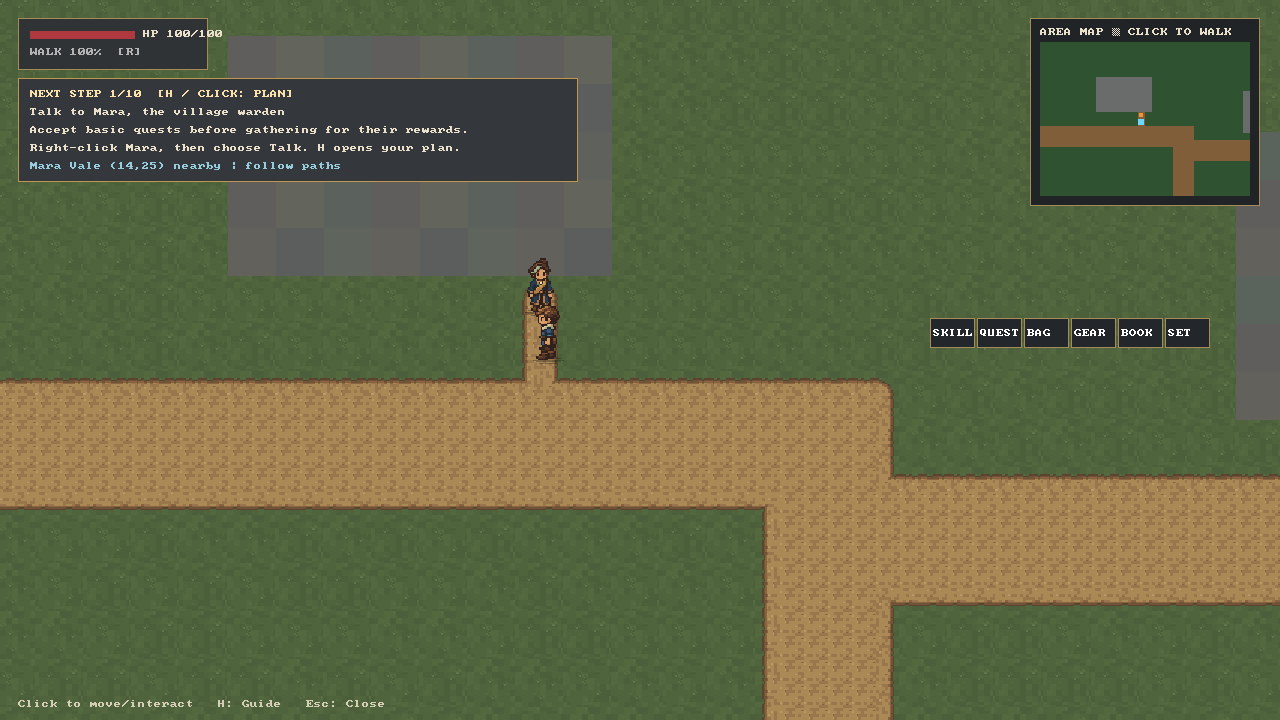 HP 100/100
WALK 100% [R]
NEXT STEP 1/10 [H / CLICK: PLAN]
Talk to Mara, the village warden
Accept basic quests before gathering for their rewards.
Right-click Mara, then choose Talk. H opens your plan.
Mara Vale (14,25) nearby ¦ follow paths
AREA MAP ▒ CLICK TO WALK
SKILL QUEST BAG GEAR BOOK SET
Click to move/interact H: Guide Esc: Close